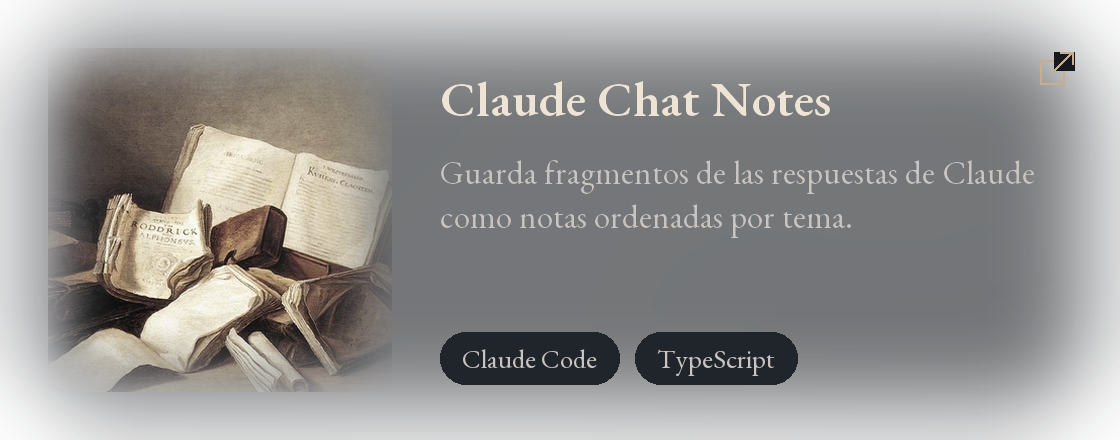 Claude Chat Notes
Guarda fragmentos de las respuestas de Claude
como notas ordenadas por tema.
RODDRICK
ALPHONSVS
Claude Code
TypeScript